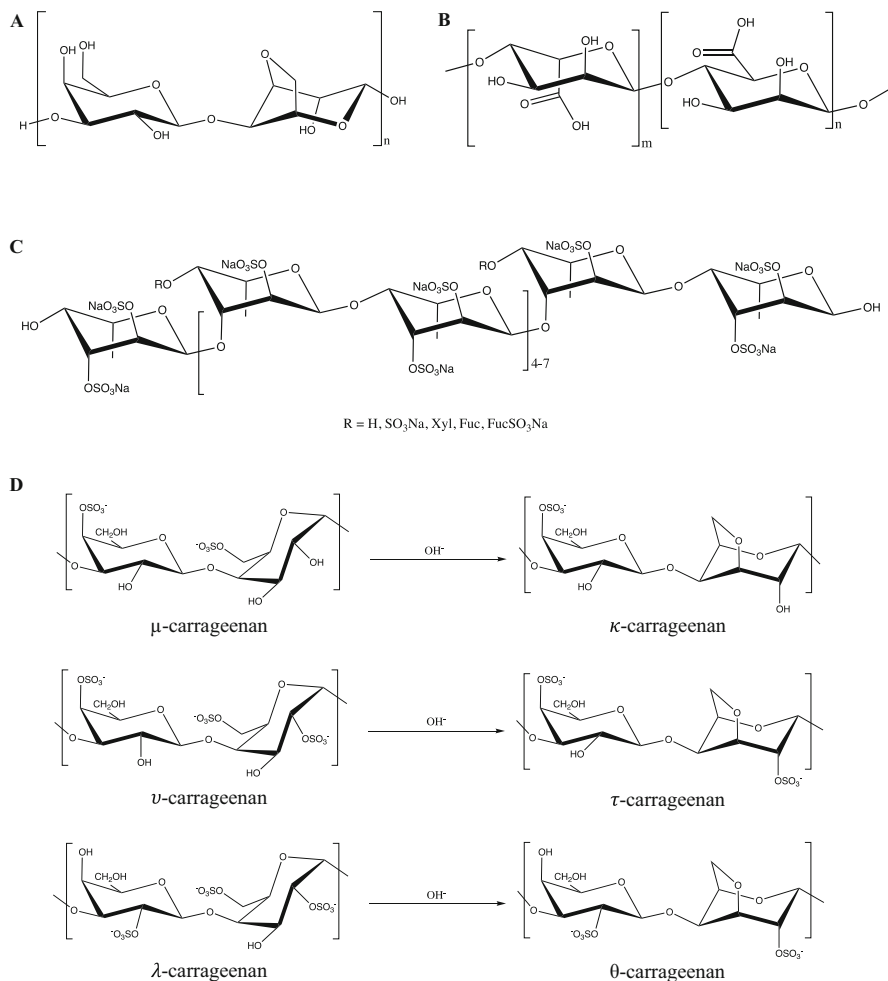 A
OH
OH
O
O
O
OH
H
O
OH
O
HO
O
n
B
O
OH
O
HO
O
OH
m
O
OH
O
OH
O
HO
O
n
C
RO
NaO3SO
O
RO
NaO3SO
O
HO
NaO3SO
O
O
O
NaO3SO
O
O
O
NaO3SO
O
OH
OSO3Na
OSO3Na
4-7
OSO3Na
R = H, SO3Na, Xyl, Fuc, FucSO3Na
D
OSO3-
CH2OH
O
O
HO
O
-O3SO
O
OH
HO
OH-
OSO3-
CH2OH
O
O
HO
O
O
O
OH
μ-carrageenan
κ-carrageenan
OSO3-
CH2OH
O
O
OH
O
-O3SO
O
OSO3-
HO
OH-
OSO3-
CH2OH
O
O
HO
O
O
O
OSO3-
υ-carrageenan
τ-carrageenan
OH
CH2OH
O
O
-O3SO
O
-O3SO
O
OSO3-
HO
OH-
OH
CH2OH
O
O
-O3SO
O
O
O
OSO3-
λ-carrageenan
θ-carrageenan